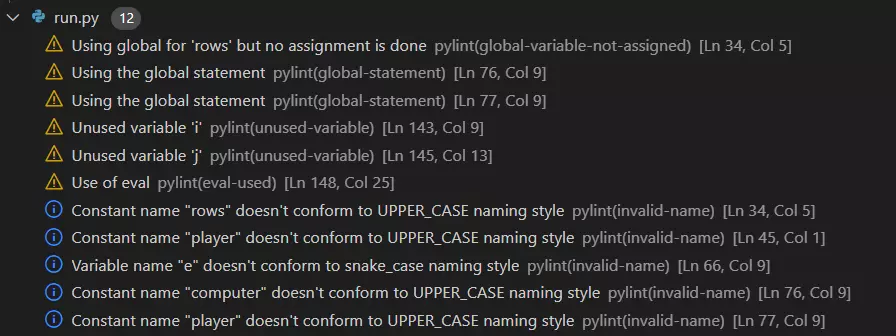 run.py 12
Using global for 'rows' but no assignment is done pylint(global-variable-not-assigned) [Ln 34, Col 5]
Using the global statement pylint(global-statement) [Ln 76, Col 9]
Using the global statement pylint(global-statement) [Ln 77, Col 9]
Unused variable 'i' pylint(unused-variable) [Ln 143, Col 9]
Unused variable 'j' pylint(unused-variable) [Ln 145, Col 13]
Use of eval pylint(eval-used) [Ln 148, Col 25]
Constant name "rows" doesn't conform to UPPER_CASE naming style pylint(invalid-name) [Ln 34, Col 5]
Constant name "player" doesn't conform to UPPER_CASE naming style pylint(invalid-name) [Ln 45, Col 1]
Variable name "e" doesn't conform to snake_case naming style pylint(invalid-name) [Ln 66, Col 9]
Constant name "computer" doesn't conform to UPPER_CASE naming style pylint(invalid-name) [Ln 76, Col 9]
Constant name "player" doesn't conform to UPPER_CASE naming style pylint(invalid-name) [Ln 77, Col 9]